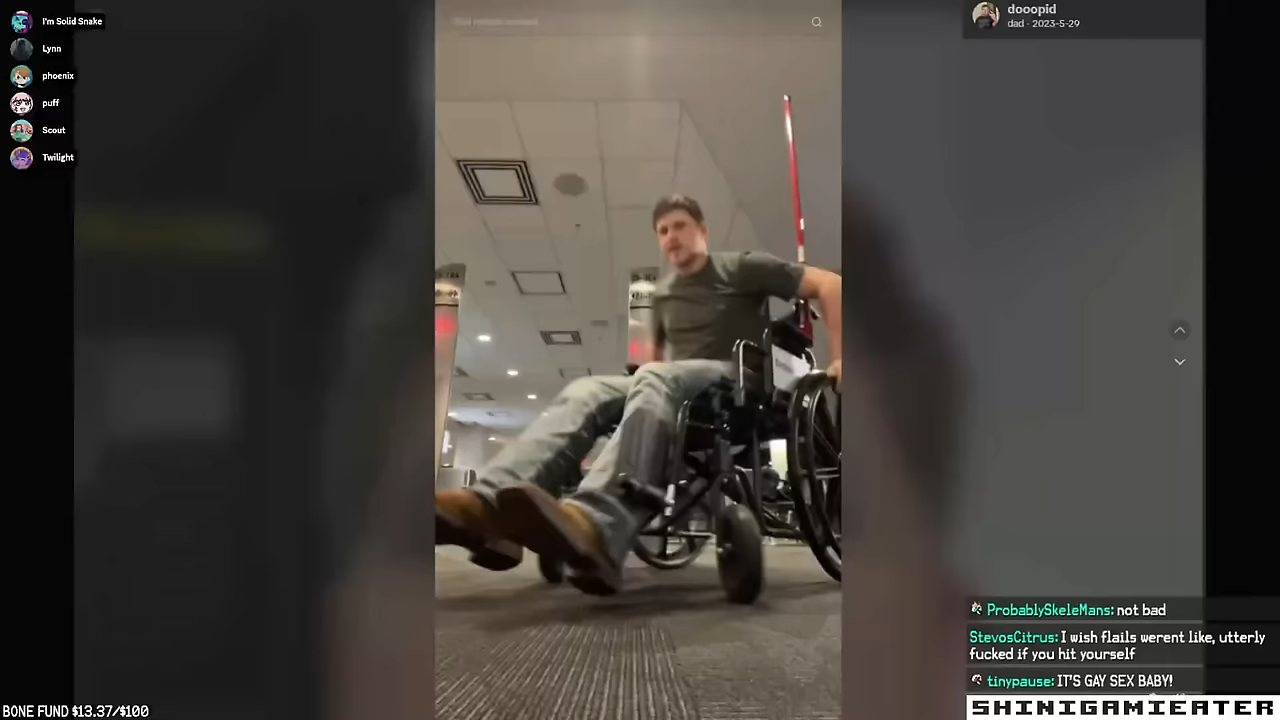 I'm Solid Snake
Lynn
phoenix
puff
Scout
Twilight
dooopid
dad · 2023-5-29
ProbablySkeleMans: not bad
StevosCitrus: I wish flails werent like, utterly
fucked if you hit yourself
tinypause: IT'S GAY SEX BABY!
BONE FUND $13.37/$100
SHINIGAMIEATER